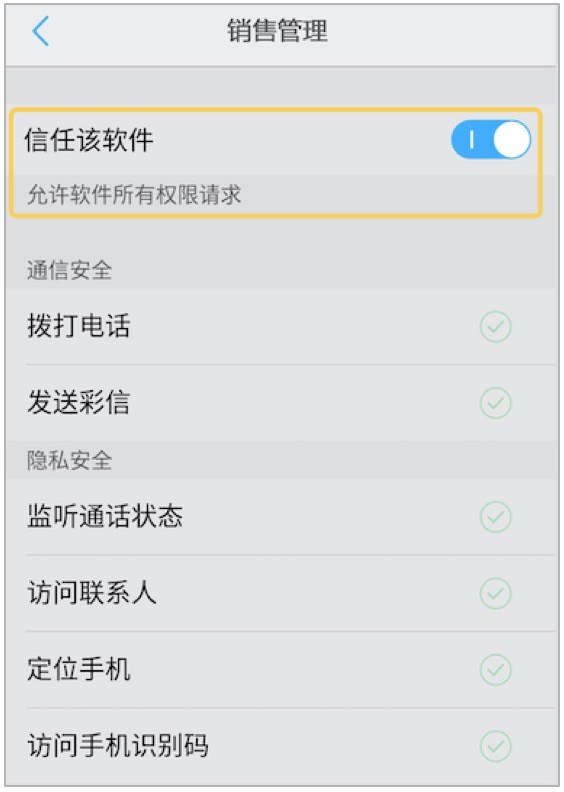 销售管理
信任该软件
允许软件所有权限请求
通信安全
拨打电话
发送彩信
隐私安全
监听通话状态
访问联系人
定位手机
访问手机识别码